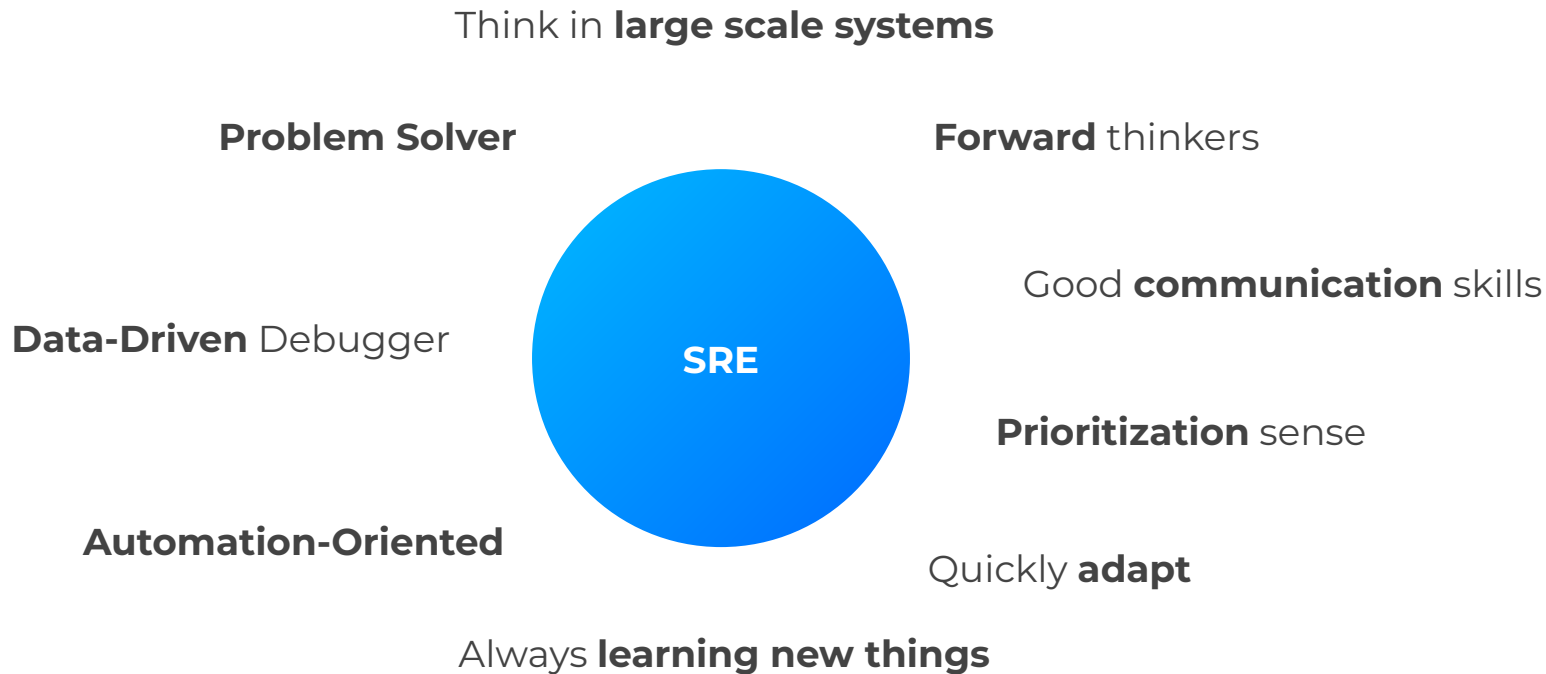 Think in large scale systems
Problem Solver
Forward thinkers
Good communication skills
Data-Driven Debugger
SRE
Prioritization sense
Automation-Oriented
Quickly adapt
Always learning new things